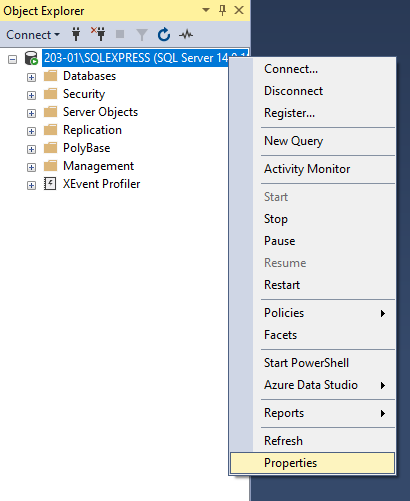 Object Explorer
Connect
203-01\SQLEXPRESS (SQL Server 14.0.1
Databases
Security
Server Objects
Replication
PolyBase
Management
XEvent Profiler
Connect...
Disconnect
Register...
New Query
Activity Monitor
Start
Stop
Pause
Resume
Restart
Policies
Facets
Start PowerShell
Azure Data Studio
Reports
Refresh
Properties